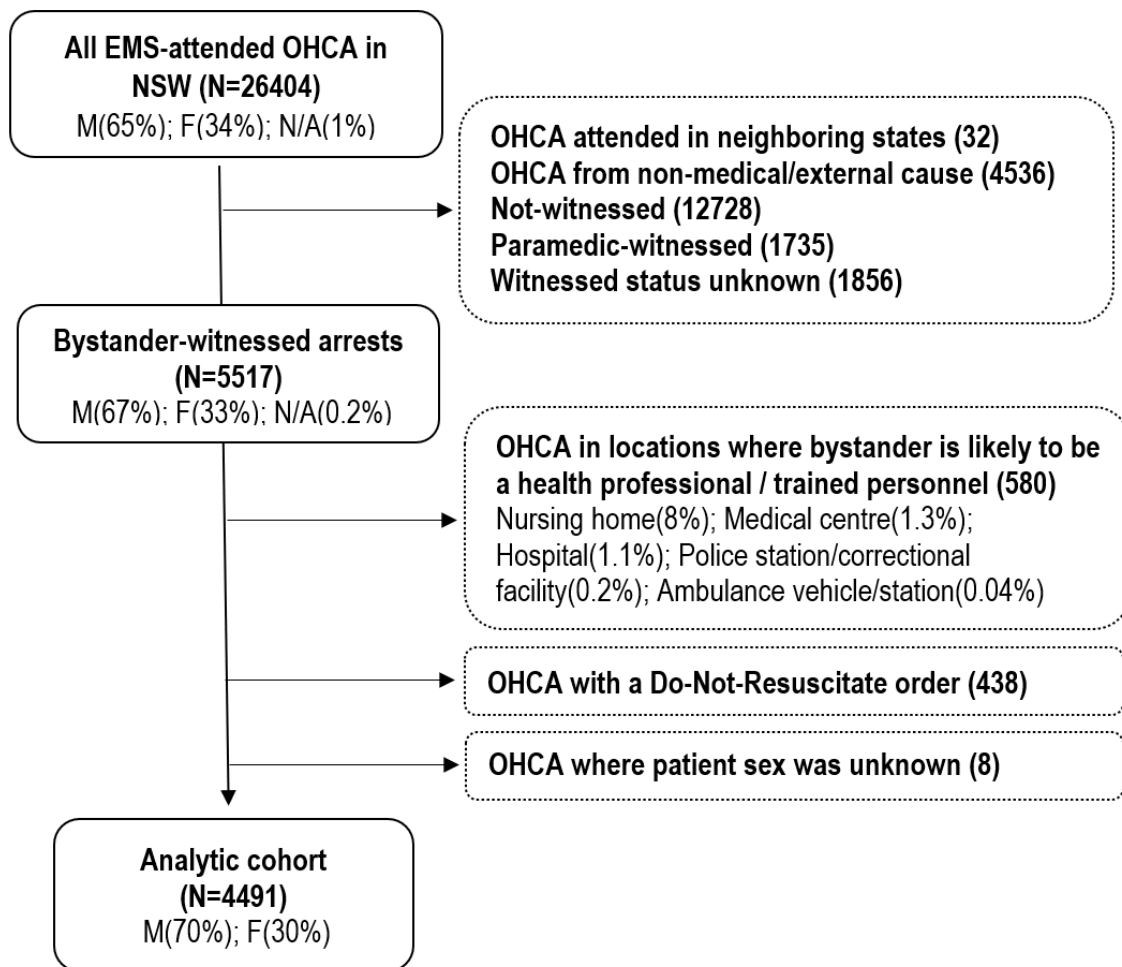 All EMS-attended OHCA in
NSW (N=26404)
M(65%); F(34%); N/A(1%)
OHCA attended in neighboring states (32)
OHCA from non-medical/external cause (4536)
Not-witnessed (12728)
Paramedic-witnessed (1735)
Witnessed status unknown (1856)
Bystander-witnessed arrests
(N=5517)
M(67%); F(33%); N/A(0.2%)
OHCA in locations where bystander is likely to be
a health professional / trained personnel (580)
Nursing home(8%); Medical centre(1.3%);
Hospital(1.1%); Police station/correctional
facility(0.2%); Ambulance vehicle/station(0.04%)
OHCA with a Do-Not-Resuscitate order (438)
OHCA where patient sex was unknown (8)
Analytic cohort
(N=4491)
M(70%); F(30%)